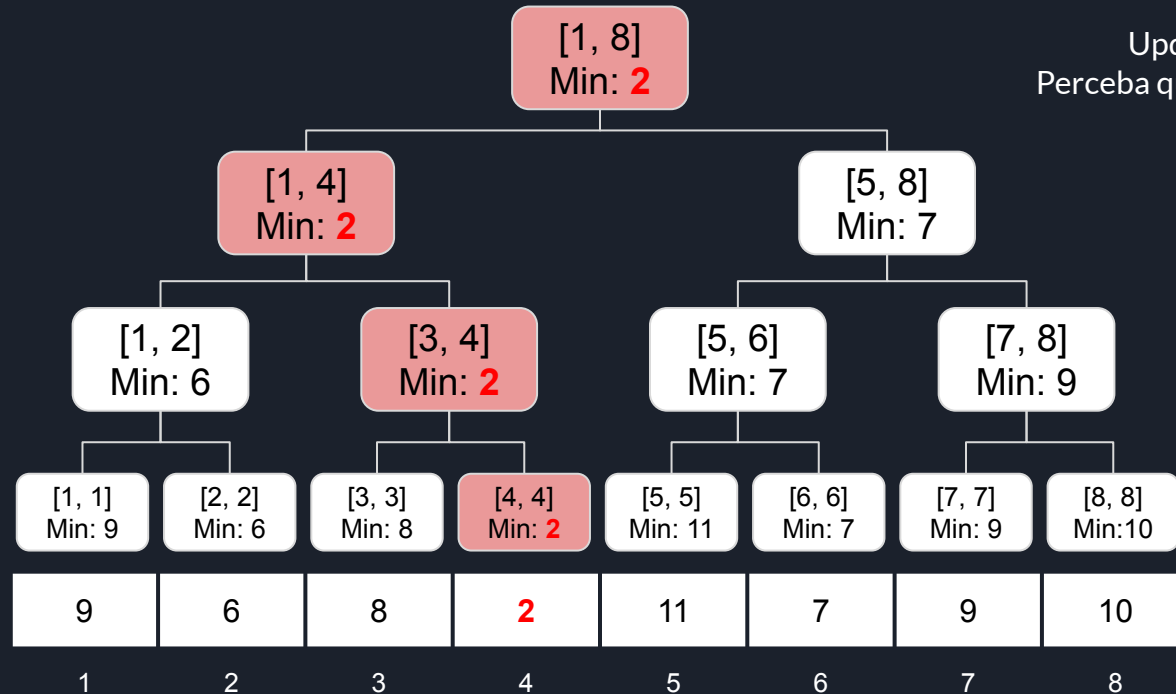 [1, 8]
Min: 2
Upd
Perceba q
[1, 4]
Min: 2
[5, 8]
Min: 7
[1, 2]
Min: 6
[3, 4]
Min: 2
[5, 6]
Min: 7
[7, 8]
Min: 9
[1, 1]
Min: 9
[2, 2]
Min: 6
[3, 3]
Min: 8
[4, 4]
Min: 2
[5, 5]
Min: 11
[6, 6]
Min: 7
[7, 7]
Min: 9
[8, 8]
Min:10
9 6 8 2 11 7 9 10
1 2 3 4 5 6 7 8